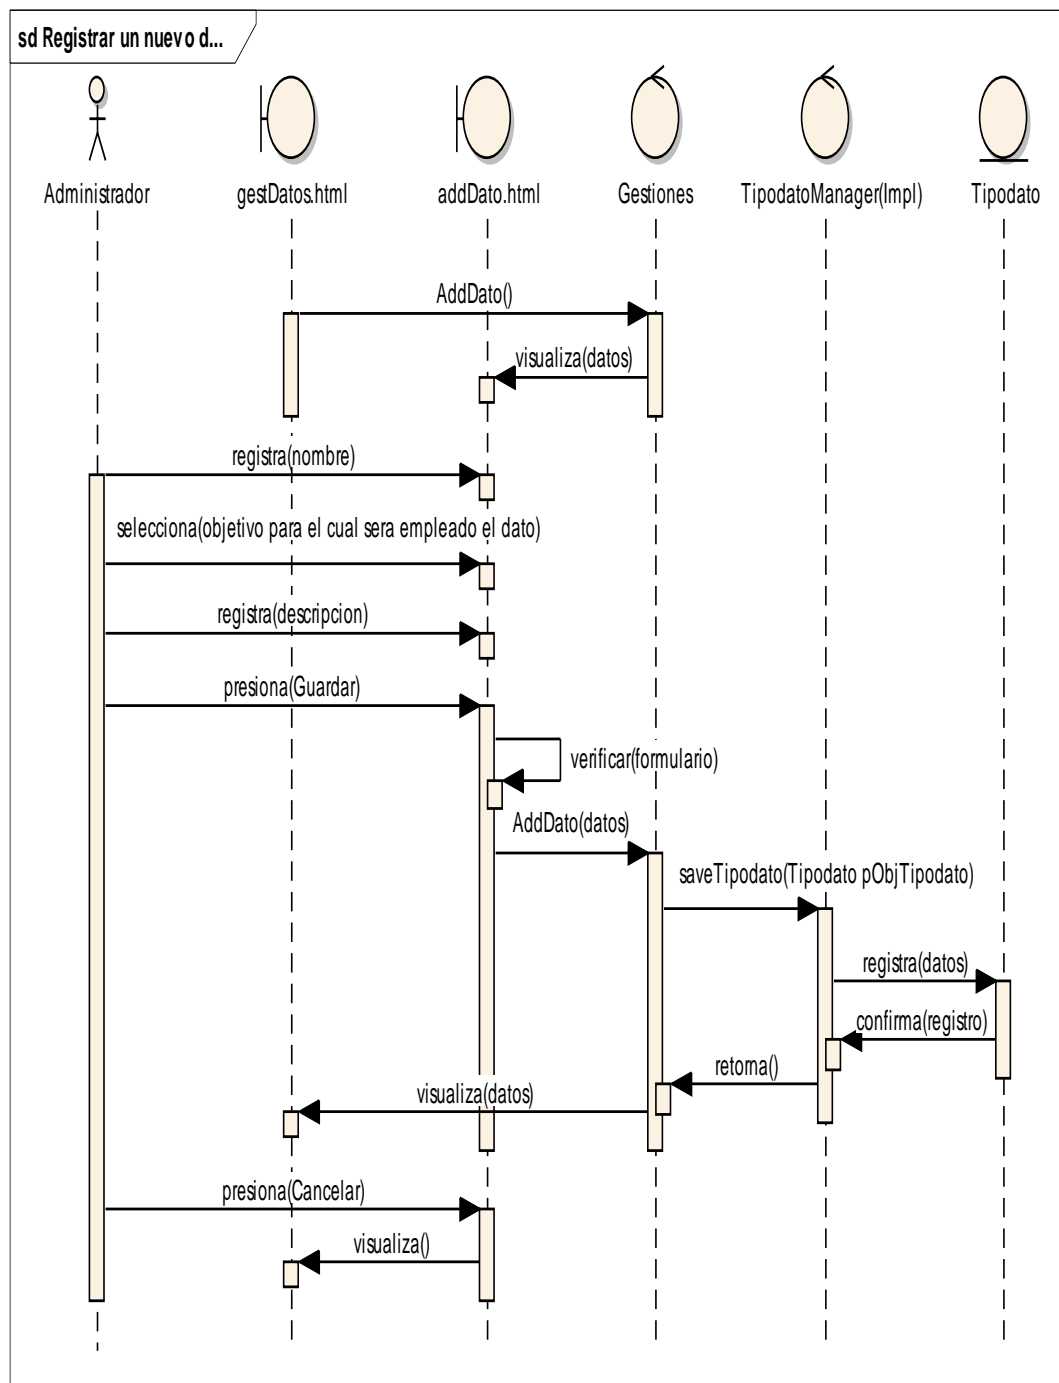 sd Registrar un nuevo d...
Administrador
gestDatos.html
addDato.html
Gestiones
TipodatoManager(Impl)
Tipodato
AddDato()
visualiza(datos)
registra(nombre)
selecciona(objetivo para el cual sera empleado el dato)
registra(descripcion)
presiona(Guardar)
verificar(formulario)
AddDato(datos)
saveTipodato(Tipodato pObjTipodato)
registra(datos)
confirma(registro)
retorna()
visualiza(datos)
presiona(Cancelar)
visualiza()